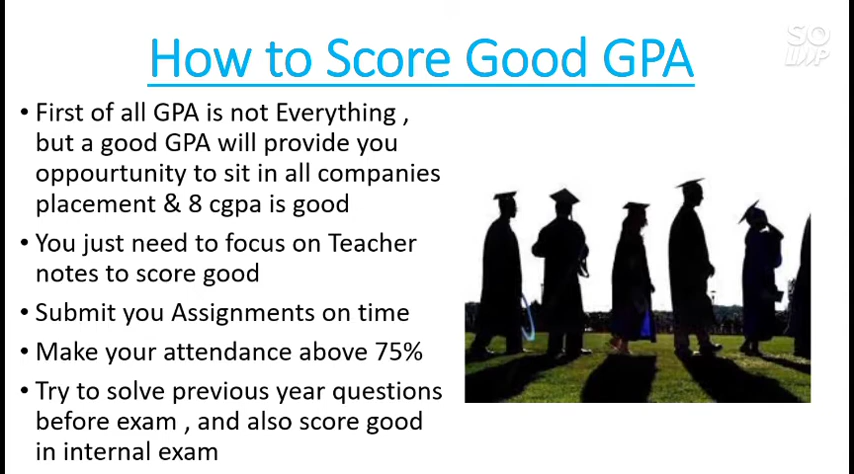 How to Score Good GPA
SO
LOOP
• First of all GPA is not Everything ,
but a good GPA will provide you
oppourtunity to sit in all companies
placement & 8 cgpa is good
• You just need to focus on Teacher
notes to score good
• Submit you Assignments on time
• Make your attendance above 75%
• Try to solve previous year questions
before exam , and also score good
in internal exam